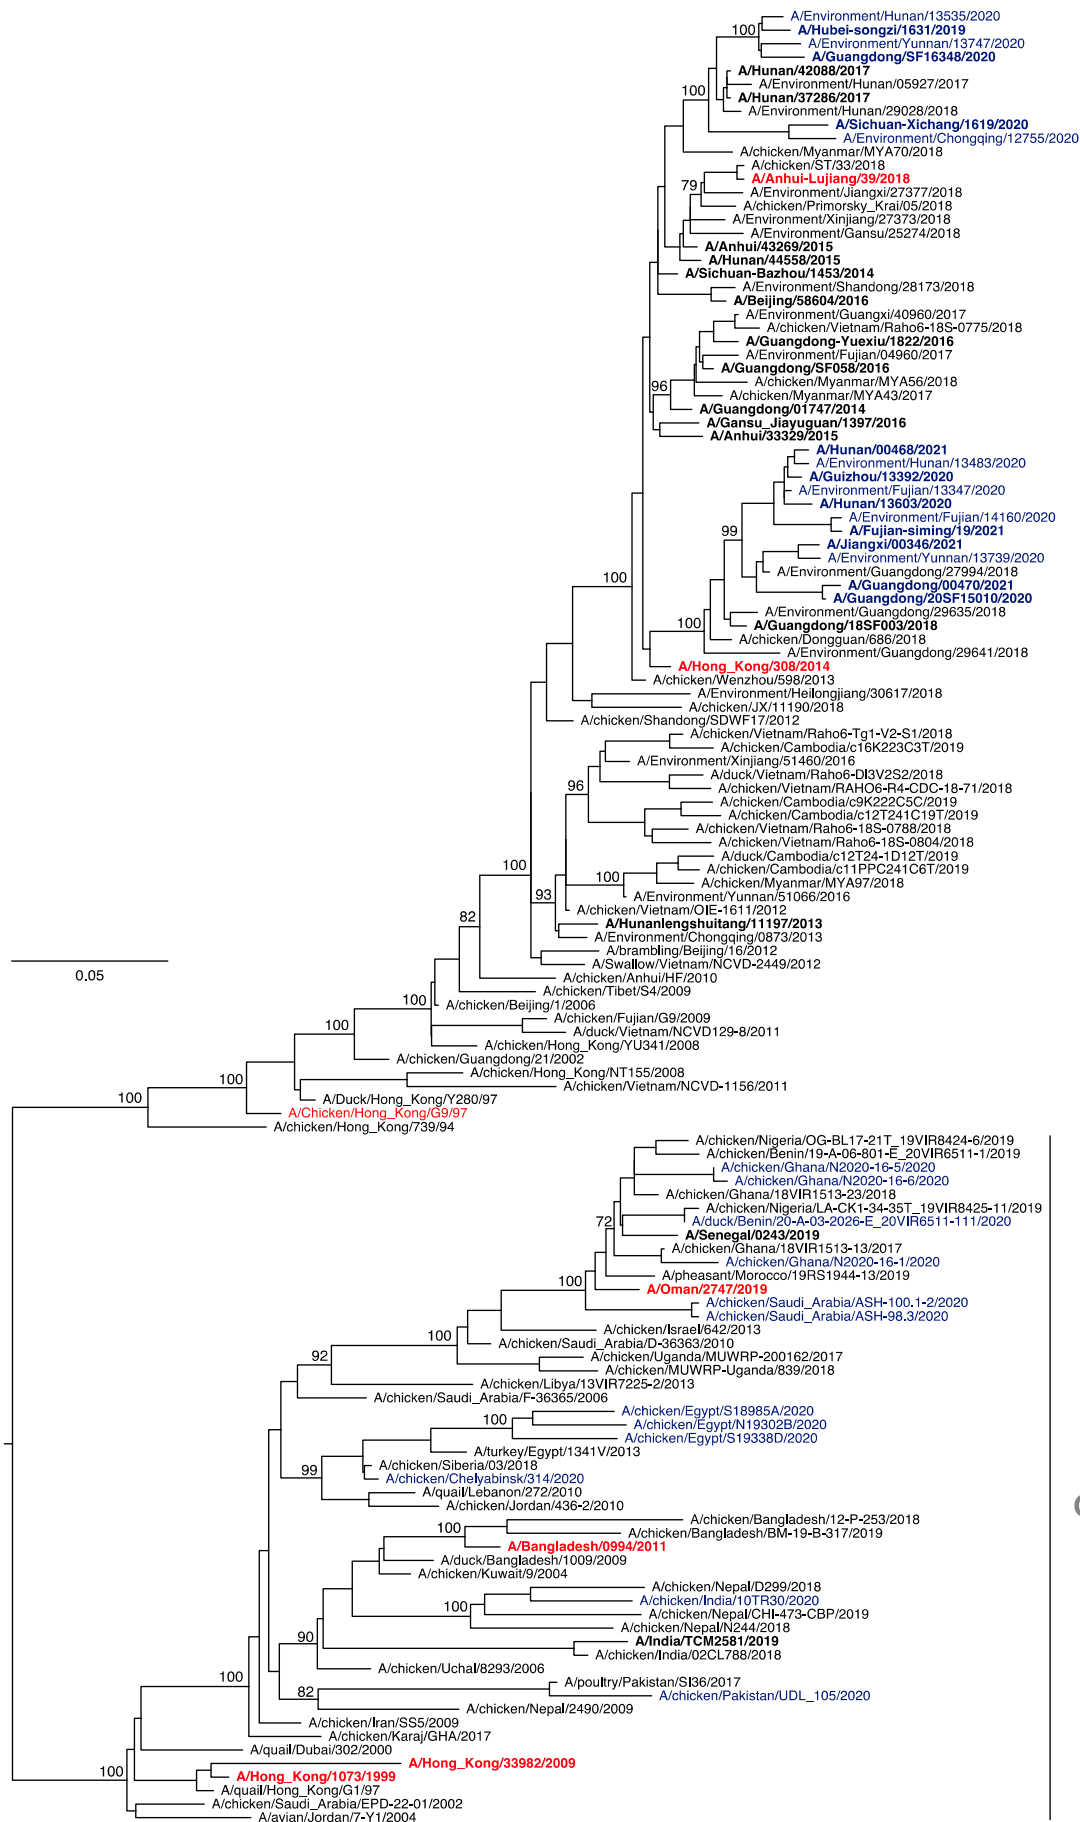 A/Environment/Hunan/13535/2020
100
A/Hubei-songzi/1631/2019
A/Environment/Yunnan/13747/2020
A/Guangdong/SF16348/2020
A/Hunan/42088/2017
A/Environment/Hunan/05927/2017
100
A/Hunan/37286/2017
A/Environment/Hunan/29028/2018
A/Sichuan-Xichang/1619/2020
A/Environment/Chongqing/12755/2020
A/chicken/Myanmar/MYA70/2018
A/chicken/ST/33/2018
A/Anhui-Lujiang/39/2018
79
A/Environment/Jiangxi/27377/2018
A/chicken/Primorsky_Krai/05/2018
A/Environment/Xinjiang/27373/2018
A/Environment/Gansu/25274/2018
A/Anhui/43269/2015
A/Hunan/44558/2015
A/Sichuan-Bazhou/1453/2014
A/Environment/Shandong/28173/2018
A/Beijing/58604/2016
A/Environment/Guangxi/40960/2017
A/chicken/Vietnam/Raho6-18S-0775/2018
A/Guangdong-Yuexiu/1822/2016
A/Environment/Fujian/04960/2017
A/Guangdong/SF058/2016
A/chicken/Myanmar/MYA56/2018
96
A/chicken/Myanmar/MYA43/2017
A/Guangdong/01747/2014
A/Gansu_Jiayuguan/1397/2016
A/Anhui/33329/2015
A/Hunan/00468/2021
A/Environment/Hunan/13483/2020
A/Guizhou/13392/2020
A/Environment/Fujian/13347/2020
A/Hunan/13603/2020
A/Environment/Fujian/14160/2020
99
A/Fujian-siming/19/2021
A/Jiangxi/00346/2021
A/Environment/Yunnan/13739/2020
A/Environment/Guangdong/27994/2018
100
A/Guangdong/00470/2021
A/Guangdong/20SF15010/2020
A/Environment/Guangdong/29635/2018
100
A/Guangdong/18SF003/2018
A/chicken/Dongguan/686/2018
A/Environment/Guangdong/29641/2018
A/Hong_Kong/308/2014
A/chicken/Wenzhou/598/2013
A/Environment/Heilongjiang/30617/2018
A/chicken/JX/11190/2018
A/chicken/Shandong/SDWF17/2012
A/chicken/Vietnam/Raho6-Tg1-V2-S1/2018
A/chicken/Cambodia/c16K223C3T/2019
A/Environment/Xinjiang/51460/2016
A/duck/Vietnam/Raho6-DI3V2S2/2018
96
A/chicken/Vietnam/RAHO6-R4-CDC-18-71/2018
A/chicken/Cambodia/c9K222C5C/2019
A/chicken/Cambodia/c12T241C19T/2019
A/chicken/Vietnam/Raho6-18S-0788/2018
A/chicken/Vietnam/Raho6-18S-0804/2018
A/duck/Cambodia/c12T24-1D12T/2019
100
A/chicken/Cambodia/c11PPC241C6T/2019
100
A/chicken/Myanmar/MYA97/2018
93
A/Environment/Yunnan/51066/2016
A/chicken/Vietnam/OIE-1611/2012
82
A/Hunanlengshuitang/11197/2013
A/Environment/Chongqing/0873/2013
A/brambling/Beijing/16/2012
A/Swallow/Vietnam/NCVD-2449/2012
0.05
A/chicken/Anhui/HF/2010
A/chicken/Tibet/S4/2009
100
A/chicken/Beijing/1/2006
A/chicken/Fujian/G9/2009
100
A/duck/Vietnam/NCVD129-8/2011
A/chicken/Hong_Kong/YU341/2008
A/chicken/Guangdong/21/2002
A/chicken/Hong_Kong/NT155/2008
100
A/chicken/Vietnam/NCVD-1156/2011
100
A/Duck/Hong_Kong/Y280/97
A/Chicken/Hong_Kong/G9/97
A/chicken/Hong_Kong/739/94
A/chicken/Nigeria/OG-BL17-21T_19VIR8424-6/2019
A/chicken/Benin/19-A-06-801-E_20VIR6511-1/2019
A/chicken/Ghana/N2020-16-5/2020
A/chicken/Ghana/N2020-16-6/2020
A/chicken/Ghana/18VIR1513-23/2018
A/chicken/Nigeria/LA-CK1-34-35T_19VIR8425-11/2019
72
A/duck/Benin/20-A-03-2026-E_20VIR6511-111/2020
A/Senegal/0243/2019
A/chicken/Ghana/18VIR1513-13/2017
A/chicken/Ghana/N2020-16-1/2020
100
A/pheasant/Morocco/19RS1944-13/2019
A/Oman/2747/2019
A/chicken/Saudi_Arabia/ASH-100.1-2/2020
A/chicken/Saudi_Arabia/ASH-98.3/2020
100
A/chicken/Israel/642/2013
A/chicken/Saudi_Arabia/D-36363/2010
92
A/chicken/Uganda/MUWRP-200162/2017
A/chicken/MUWRP-Uganda/839/2018
A/chicken/Libya/13VIR7225-2/2013
A/chicken/Saudi_Arabia/F-36365/2006
A/chicken/Egypt/S18985A/2020
100
A/chicken/Egypt/N19302B/2020
A/chicken/Egypt/S19338D/2020
A/turkey/Egypt/1341V/2013
99
A/chicken/Siberia/03/2018
A/chicken/Chelyabinsk/314/2020
A/quail/Lebanon/272/2010
A/chicken/Jordan/436-2/2010
A/chicken/Bangladesh/12-P-253/2018
100
A/chicken/Bangladesh/BM-19-B-317/2019
A/Bangladesh/0994/2011
A/duck/Bangladesh/1009/2009
A/chicken/Kuwait/9/2004
A/chicken/Nepal/D299/2018
100
A/chicken/India/10TR30/2020
A/chicken/Nepal/CHI-473-CBP/2019
A/chicken/Nepal/N244/2018
90
A/India/TCM2581/2019
A/chicken/India/02CL788/2018
A/chicken/Uchal/8293/2006
100
A/poultry/Pakistan/SI36/2017
82
A/chicken/Pakistan/UDL_105/2020
A/chicken/Nepal/2490/2009
A/chicken/Iran/SS5/2009
A/chicken/Karaj/GHA/2017
A/quail/Dubai/302/2000
A/Hong_Kong/33982/2009
100
A/Hong_Kong/1073/1999
A/quail/Hong_Kong/G1/97
A/chicken/Saudi_Arabia/EPD-22-01/2002
A/avian/Jordan/7-Y1/2004